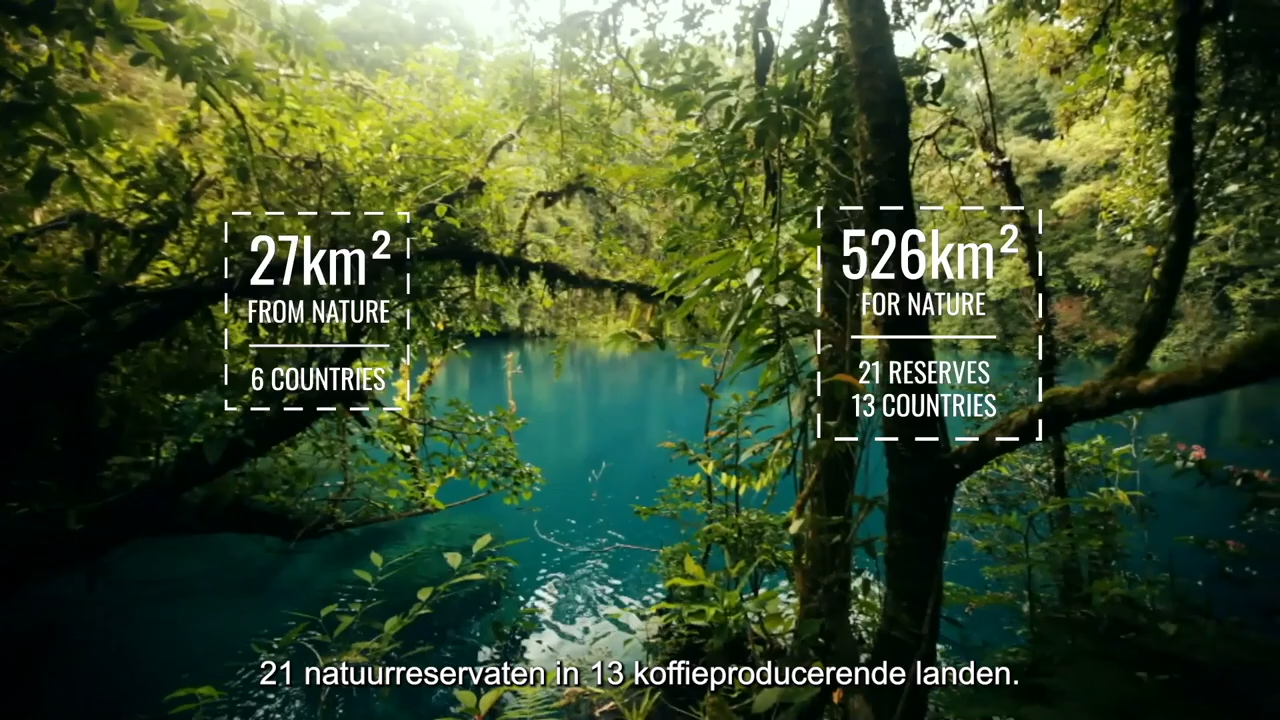 27km²
FROM NATURE
6 COUNTRIES
526km²
FOR NATURE
21 RESERVES
13 COUNTRIES
21 natuurreservaten in 13 koffieproducerende landen.